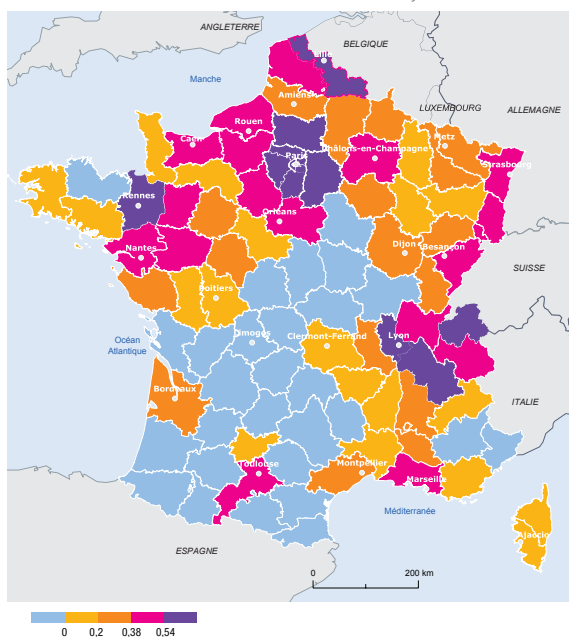 ANGLETERRE
BELGIQUE
Lille
Manche
Amiens
LUXEMBOURG
ALLEMAGNE
Rouen
Caen
Metz
Paris
Châlons-en-Champagne
Strasbourg
Rennes
Orléans
Nantes
Dijon
Besançon
SUISSE
Poitiers
Océan
Atlantique
Limoges
Clermont-Ferrand
Lyon
Bordeaux
ITALIE
Toulouse
Montpellier
Marseille
Méditerranée
Ajaccio
ESPAGNE
0 200 km
0 0,2 0,38 0,54